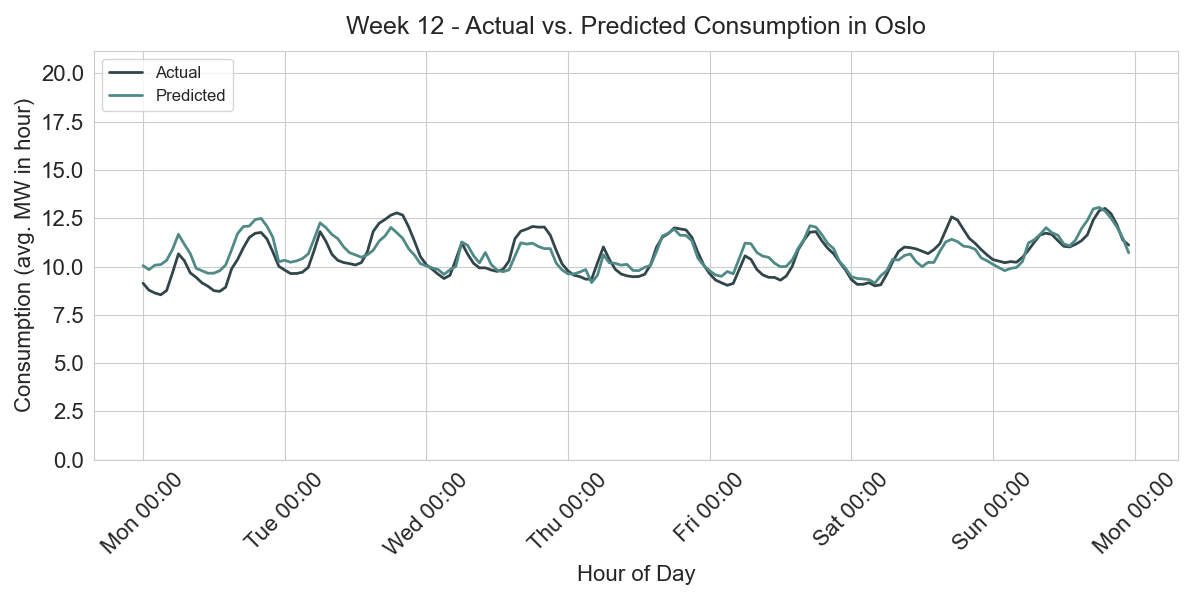 Week 12 - Actual vs. Predicted Consumption in Oslo
Actual
Predicted
Consumption (avg. MW in hour)
20.0
17.5
15.0
12.5
10.0
7.5
5.0
2.5
0.0
Mon 00:00
Tue 00:00
Wed 00:00
Thu 00:00
Fri 00:00
Sat 00:00
Sun 00:00
Mon 00:00
Hour of Day